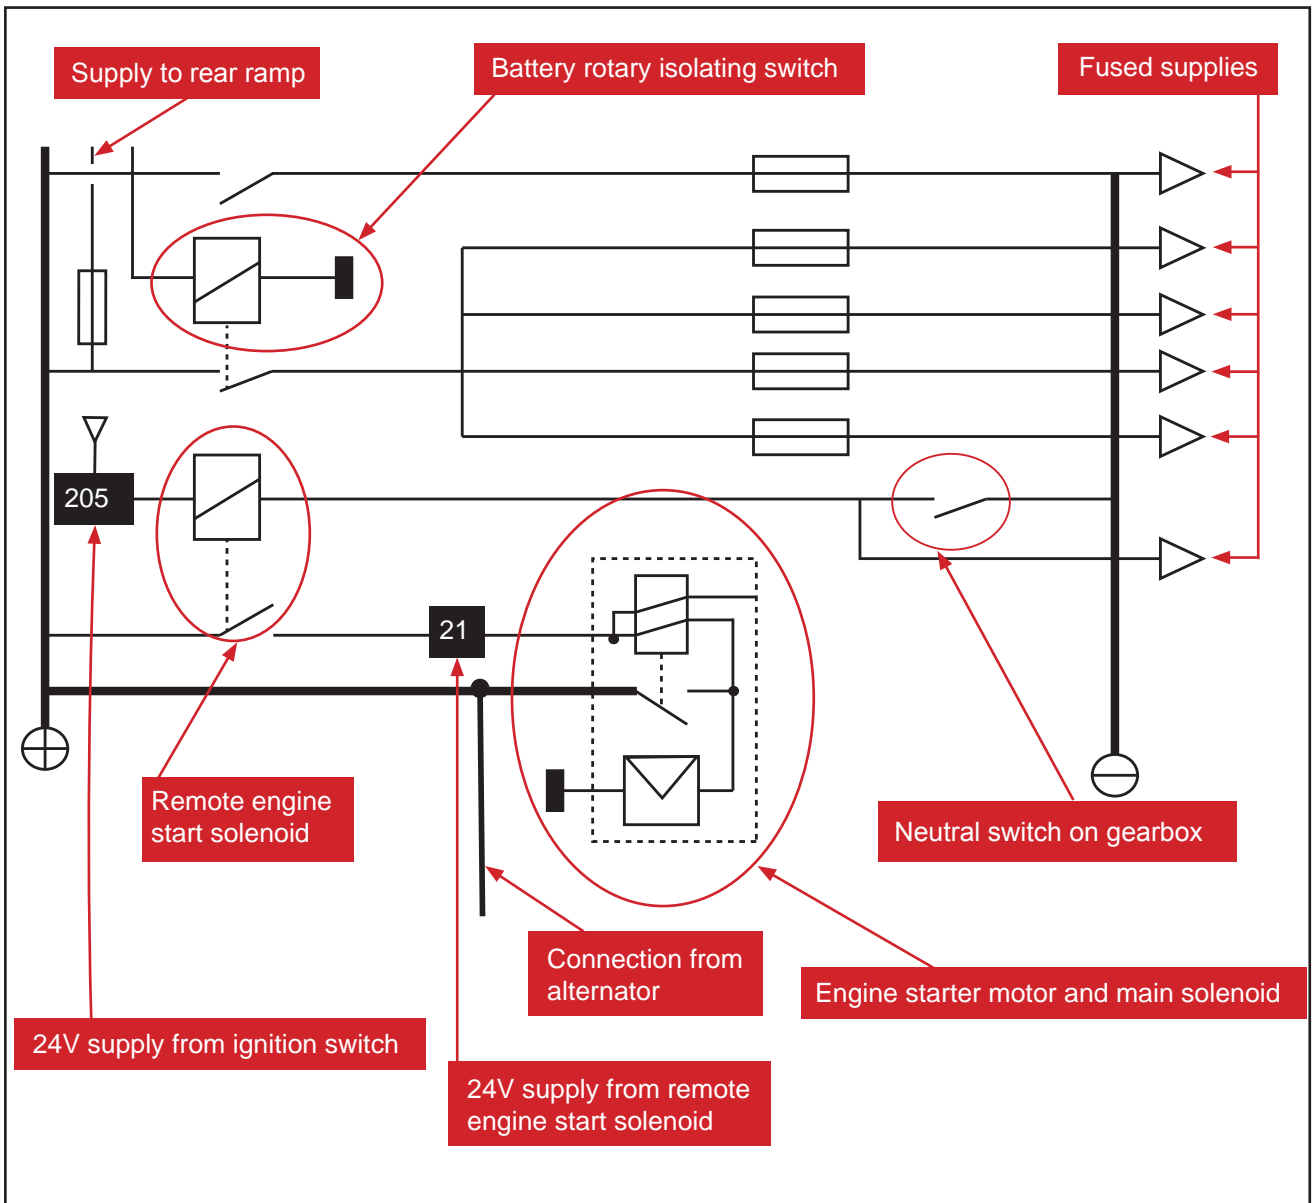 Supply to rear ramp
Battery rotary isolating switch
Fused supplies
205
21
Remote engine
start solenoid
Neutral switch on gearbox
Connection from
alternator
Engine starter motor and main solenoid
24V supply from ignition switch
24V supply from remote
engine start solenoid